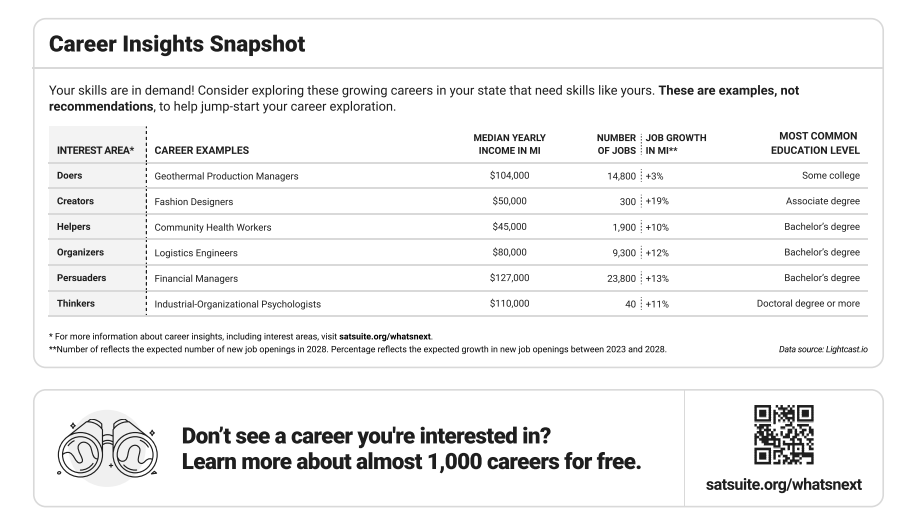 Career Insights Snapshot
Your skills are in demand! Consider exploring these growing careers in your state that need skills like yours. These are examples, not
recommendations, to help jump-start your career exploration.
INTEREST AREA* CAREER EXAMPLES MEDIAN YEARLY INCOME IN MI NUMBER OF JOBS JOB GROWTH IN MI** MOST COMMON EDUCATION LEVEL
Doers Geothermal Production Managers $104,000 14,800 +3% Some college
Creators Fashion Designers $50,000 300 +19% Associate degree
Helpers Community Health Workers $45,000 1,900 +10% Bachelor's degree
Organizers Logistics Engineers $80,000 9,300 +12% Bachelor's degree
Persuaders Financial Managers $127,000 23,800 +13% Bachelor's degree
Thinkers Industrial-Organizational Psychologists $110,000 40 +11% Doctoral degree or more
* For more information about career insights, including interest areas, visit satsuite.org/whatsnext.
**Number of reflects the expected number of new job openings in 2028. Percentage reflects the expected growth in new job openings between 2023 and 2028. Data source: Lightcast.io
Don't see a career you're interested in?
Learn more about almost 1,000 careers for free.
satsuite.org/whatsnext